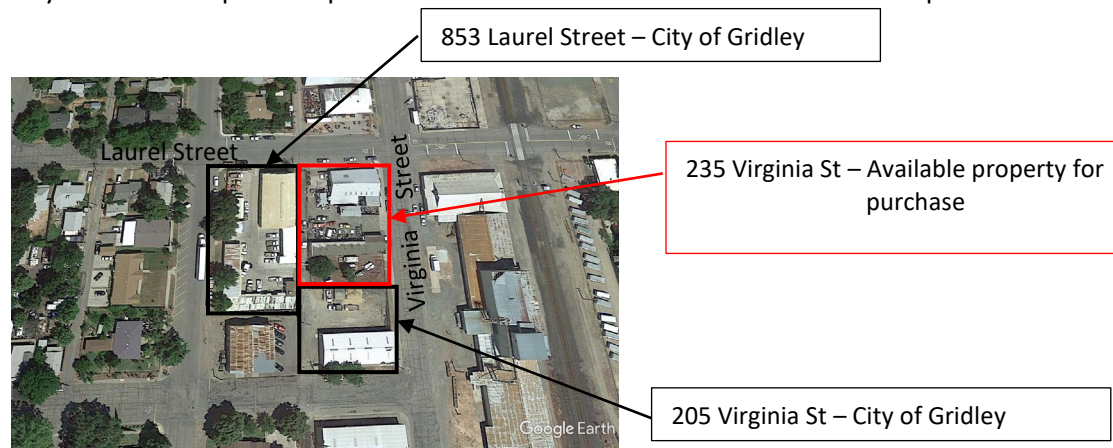 853 Laurel Street – City of Gridley
Laurel Street
Virginia Street
235 Virginia St – Available property for
purchase
205 Virginia St – City of Gridley
Google Earth